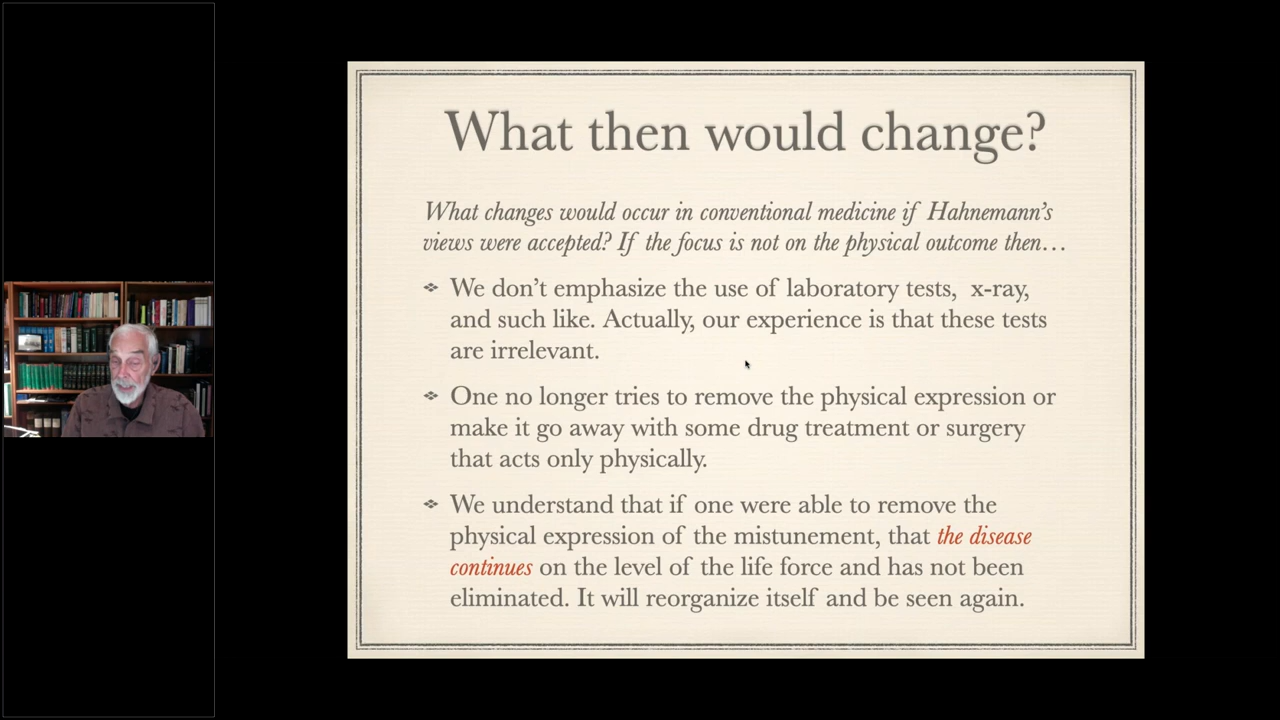 What then would change?
What changes would occur in conventional medicine if Hahnemann's
views were accepted? If the focus is not on the physical outcome then…
We don't emphasize the use of laboratory tests, x-ray,
and such like. Actually, our experience is that these tests
are irrelevant.
One no longer tries to remove the physical expression or
make it go away with some drug treatment or surgery
that acts only physically.
We understand that if one were able to remove the
physical expression of the mistunement, that the disease
continues on the level of the life force and has not been
eliminated. It will reorganize itself and be seen again.